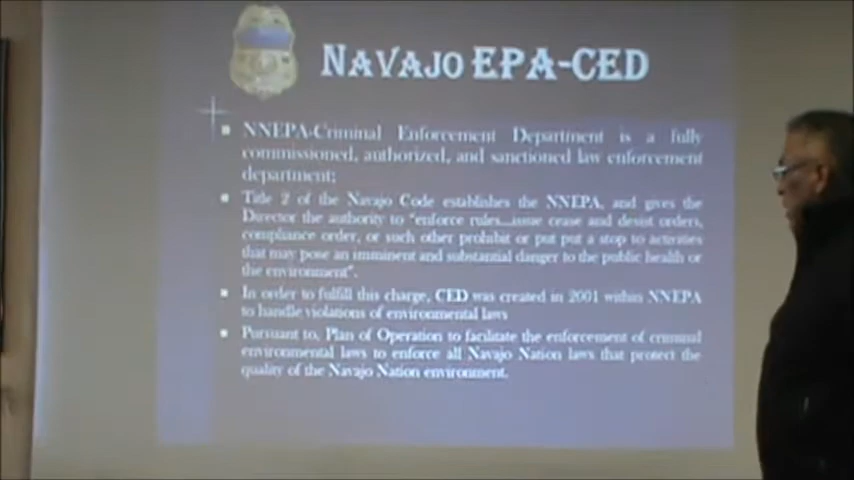 NAVAJO EPA-CED
NNEPA-Criminal Enforcement Department is a fully
commissioned, authorized, and sanctioned law enforcement
department;
Title 2 of the Navajo Code establishes the NNEPA, and gives the
Director the authority to "enforce rules....issue cease and desist orders,
compliance order, or such other prohibit or put put a stop to activities
that may pose an imminent and substantial danger to the public health or
the environment".
In order to fulfill this charge, CED was created in 2001 within NNEPA
to handle violations of environmental laws
Pursuant to, Plan of Operation to facilitate the enforcement of criminal
environmental laws to enforce all Navajo Nation laws that protect the
quality of the Navajo Nation environment.